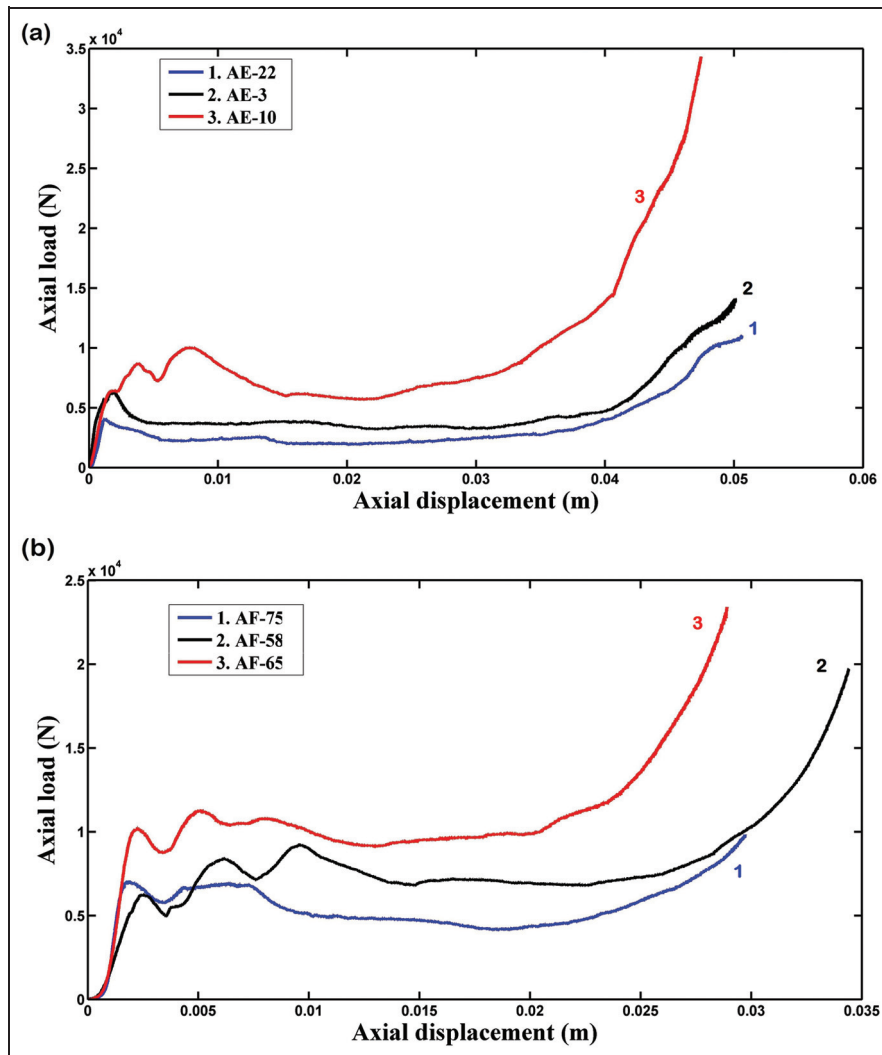 (a)
x 10⁴
3.5
3
2.5
2
1.5
1
0.5
0
1. AE-22
2. AE-3
3. AE-10
3
2
1
Axial load (N)
0 0.01 0.02 0.03 0.04 0.05 0.06
Axial displacement (m)
(b)
x 10⁴
2.5
2
1.5
1
0.5
0
1. AF-75
2. AF-58
3. AF-65
3
2
1
Axial load (N)
0 0.005 0.01 0.015 0.02 0.025 0.03 0.035
Axial displacement (m)